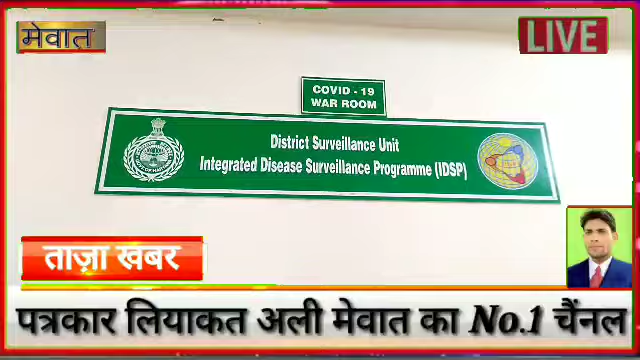 मेवात
LIVE
COVID - 19
WAR ROOM
District Surveillance Unit
Integrated Disease Surveillance Programme (IDSP)
ताज़ा खबर
पत्रकार लियाकत अली मेवात का No.1 चैंनल